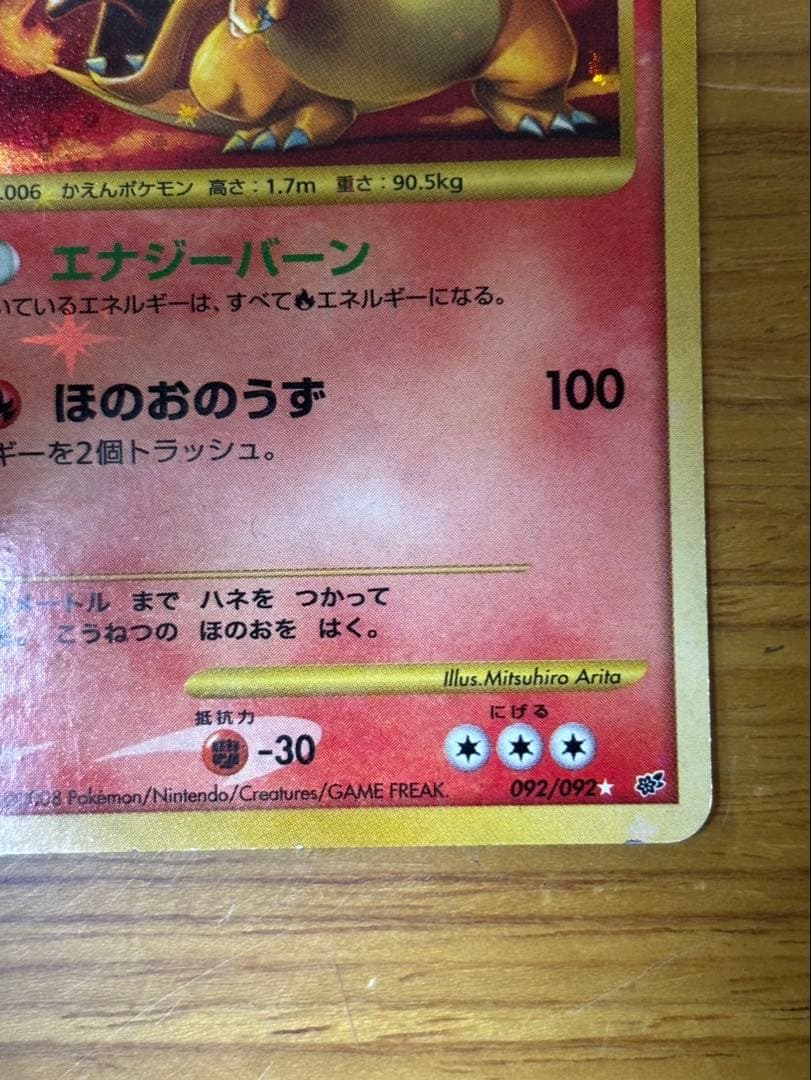 .006 かえんポケモン 高さ:1.7m 重さ:90.5kg
エナジーバーン
いているエネルギーは、すべて🔥エネルギーになる。
ほのおのうず 100
ギーを2個トラッシュ。
メートル まで ハネを つかって
。 こうねつの ほのおを はく。
Illus.Mitsuhiro Arita
抵抗力 にげる
-30
Pokémon/Nintendo/Creatures/GAME FREAK. 092/092★